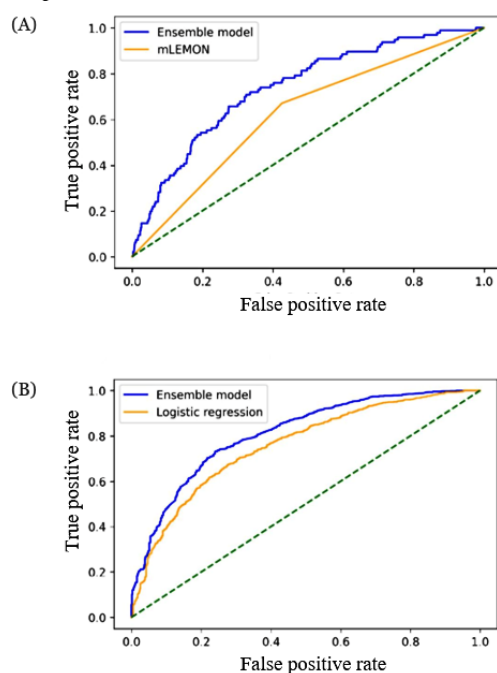 (A)
Ensemble model
mLEMON
1.0
0.8
0.6
0.4
0.2
0.0
True positive rate
0.0 0.2 0.4 0.6 0.8 1.0
False positive rate
(B)
Ensemble model
Logistic regression
1.0
0.8
0.6
0.4
0.2
0.0
True positive rate
0.0 0.2 0.4 0.6 0.8 1.0
False positive rate